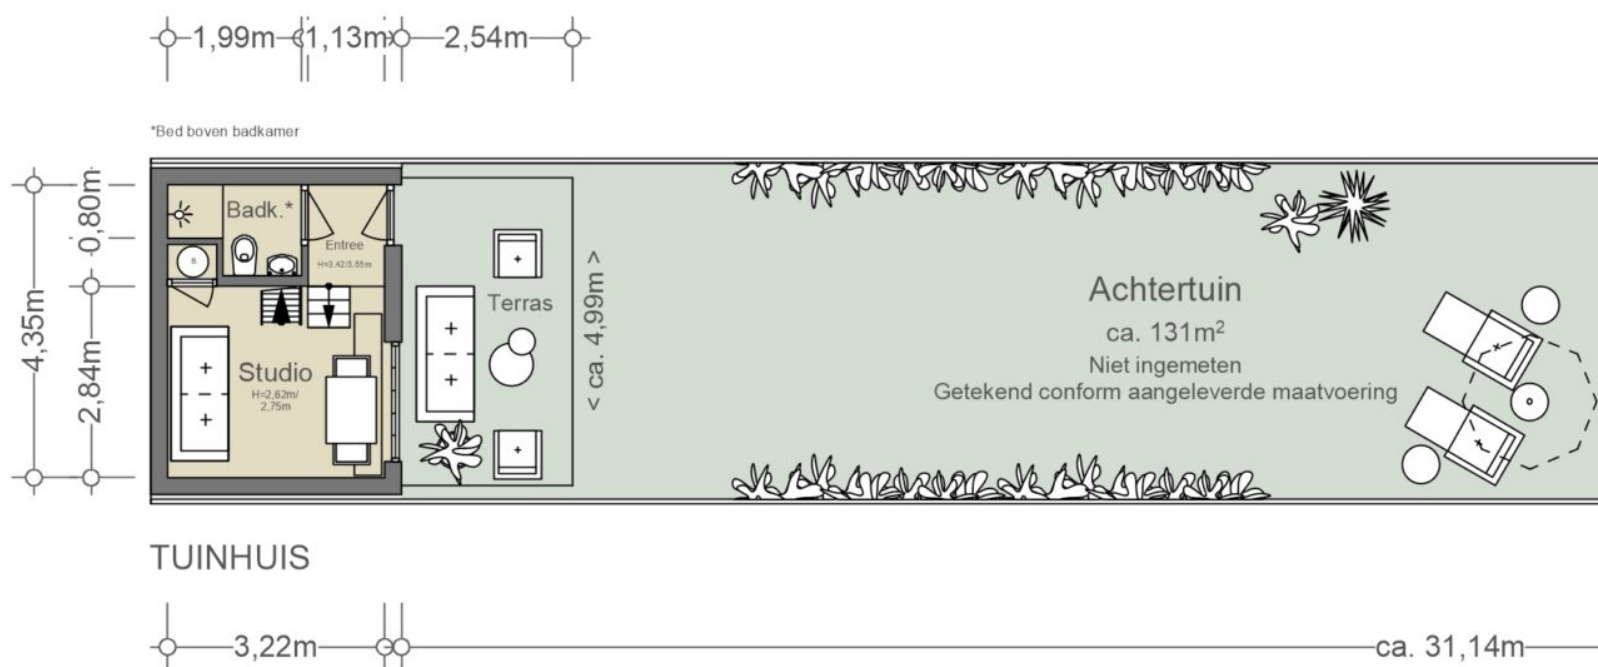 1,99m 1,13m 2,54m
*Bed boven badkamer
0,80m
4,35m
2,84m
Badk.*
Entree
H=3,42/3,55m
B.
Studio
H=2,62m/
2,75m
Terras
< ca. 4,99m >
Achtertuin
ca. 131m²
Niet ingemeten
Getekend conform aangeleverde maatvoering
TUINHUIS
3,22m ca. 31,14m